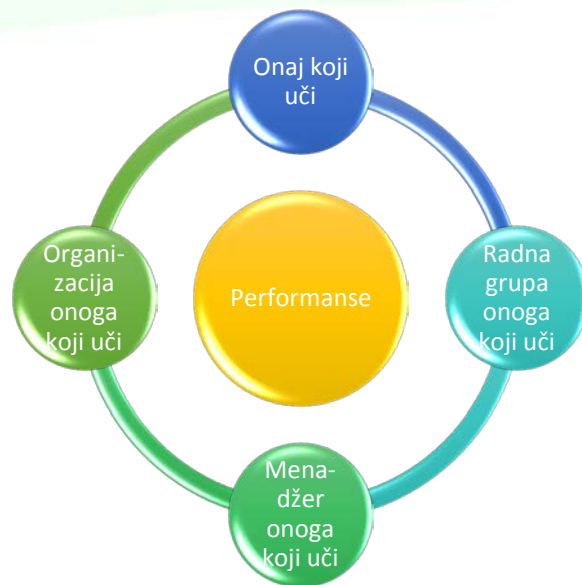 Onaj koji
uči
Organi-
zacija
onoga
koji uči
Performanse
Radna
grupa
onoga
koji uči
Mena-
džer
onoga
koji uči